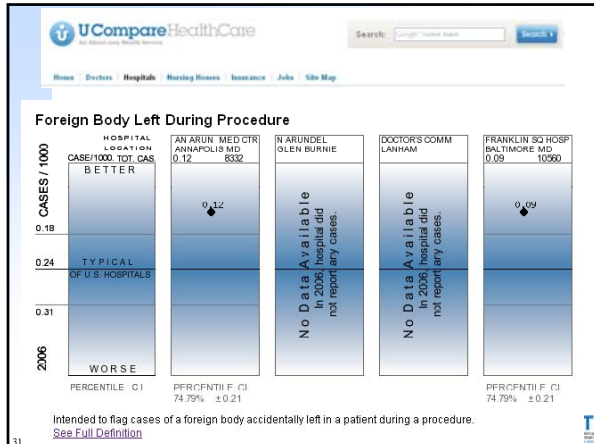 UCompareHealthCare
An About.com Health Service
Search:
Search
Home Doctors Hospitals Nursing Homes Insurance Jobs Site Map
Foreign Body Left During Procedure
HOSPITAL
LOCATION
CASE/1000. TOT. CAS.
AN ARUN MED CTR
ANNAPOLIS MD
0.12 8332
N ARUNDEL
GLEN BURNIE
DOCTOR'S COMM
LANHAM
FRANKLIN SQ HOSP
BALTIMORE MD
0.09 10560
CASES / 1000
2006
0.18
0.24
0.31
BETTER
TYPICAL
OF U.S. HOSPITALS
WORSE
0.12
No Data Available
In 2006, hospital did
not report any cases.
No Data Available
In 2006, hospital did
not report any cases.
0.09
PERCENTILE CI
PERCENTILE CI
74.79% ±0.21
PERCENTILE CI
74.79% ±0.21
Intended to flag cases of a foreign body accidentally left in a patient during a procedure.
See Full Definition
31